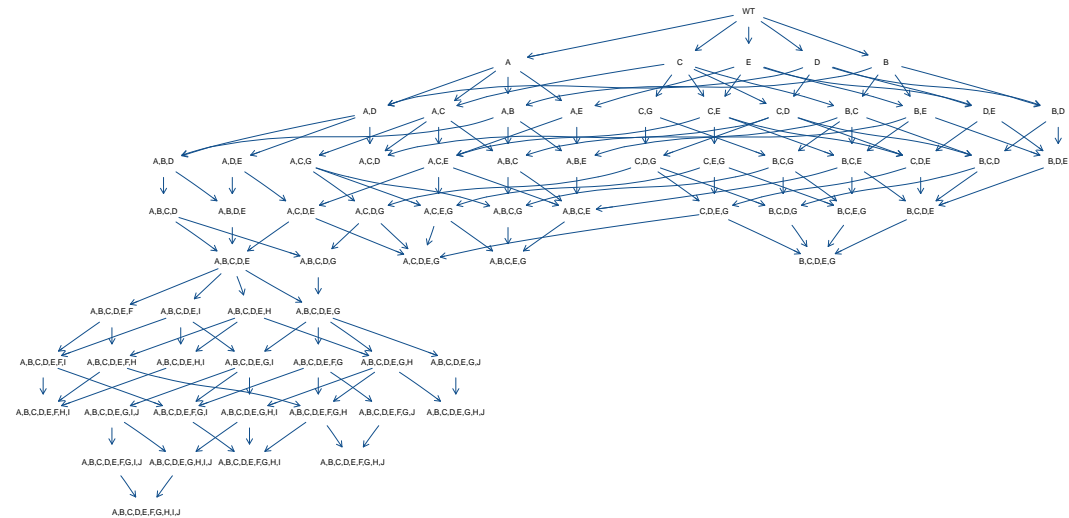 WT
A C E D B
A,D A,C A,B A,E C,G C,E C,D B,C B,E D,E B,D
A,B,D A,D,E A,C,G A,C,D A,C,E A,B,C A,B,E C,D,G C,E,G B,C,G B,C,E C,D,E B,C,D B,D,E
A,B,C,D A,B,D,E A,C,D,E A,C,D,G A,C,E,G A,B,C,G A,B,C,E C,D,E,G B,C,D,G B,C,E,G B,C,D,E
A,B,C,D,E A,B,C,D,G A,C,D,E,G A,B,C,E,G B,C,D,E,G
A,B,C,D,E,F A,B,C,D,E,I A,B,C,D,E,H A,B,C,D,E,G
A,B,C,D,E,F,I A,B,C,D,E,F,H A,B,C,D,E,H,I A,B,C,D,E,G,I A,B,C,D,E,F,G A,B,C,D,E,G,H A,B,C,D,E,G,J
A,B,C,D,E,F,H,I A,B,C,D,E,G,I,J A,B,C,D,E,F,G,I A,B,C,D,E,G,H,I A,B,C,D,E,F,G,H A,B,C,D,E,F,G,J A,B,C,D,E,G,H,J
A,B,C,D,E,F,G,I,J A,B,C,D,E,G,H,I,J A,B,C,D,E,F,G,H,I A,B,C,D,E,F,G,H,J
A,B,C,D,E,F,G,H,I,J